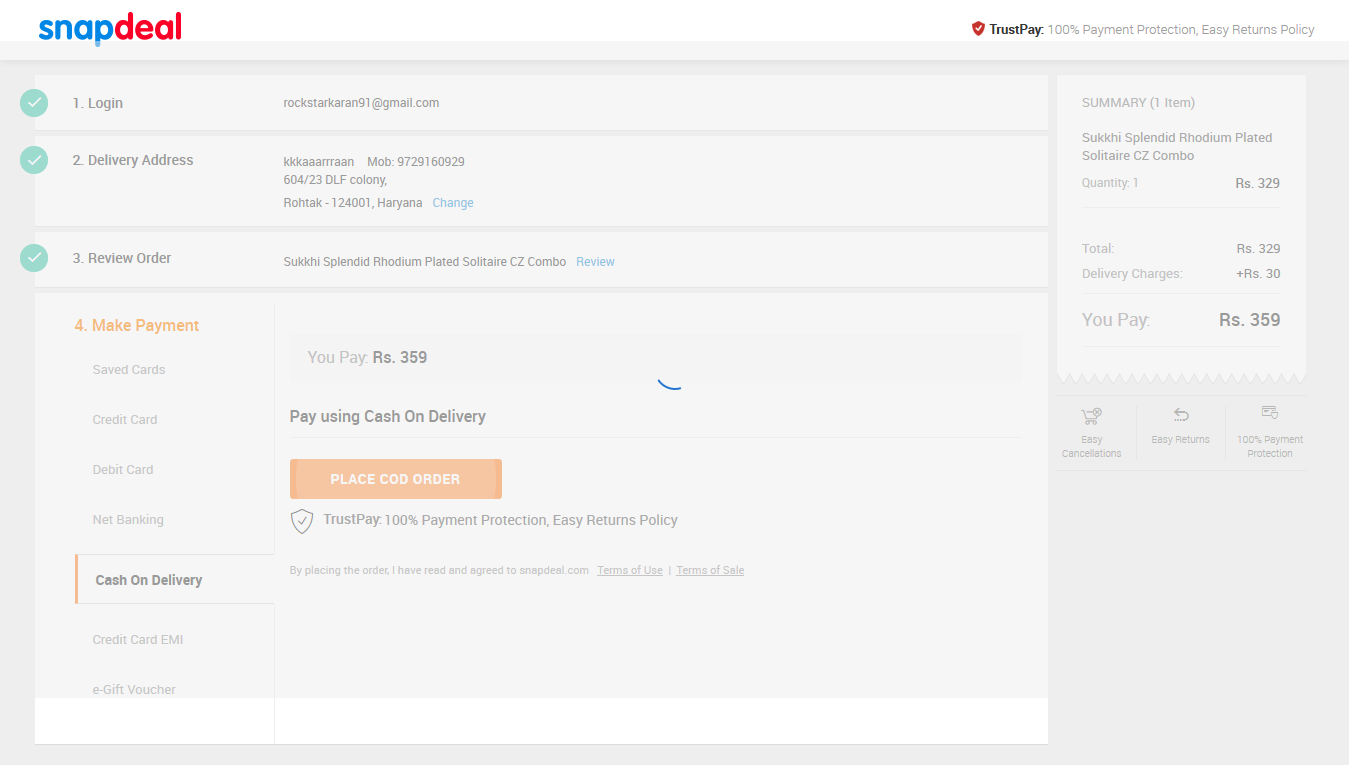 snapdeal
TrustPay: 100% Payment Protection, Easy Returns Policy
1. Login
rockstarkaran91@gmail.com
2. Delivery Address
kkkaaarrraan Mob: 9729160929
604/23 DLF colony,
Rohtak - 124001, Haryana Change
3. Review Order
Sukkhi Splendid Rhodium Plated Solitaire CZ Combo Review
4. Make Payment
Saved Cards
Credit Card
Debit Card
Net Banking
Cash On Delivery
Credit Card EMI
e-Gift Voucher
You Pay: Rs. 359
Pay using Cash On Delivery
PLACE COD ORDER
TrustPay: 100% Payment Protection, Easy Returns Policy
By placing the order, I have read and agreed to snapdeal.com Terms of Use | Terms of Sale
SUMMARY (1 Item)
Sukkhi Splendid Rhodium Plated
Solitaire CZ Combo
Quantity: 1 Rs. 329
Total: Rs. 329
Delivery Charges: +Rs. 30
You Pay: Rs. 359
Easy
Cancellations
Easy Returns
100% Payment
Protection